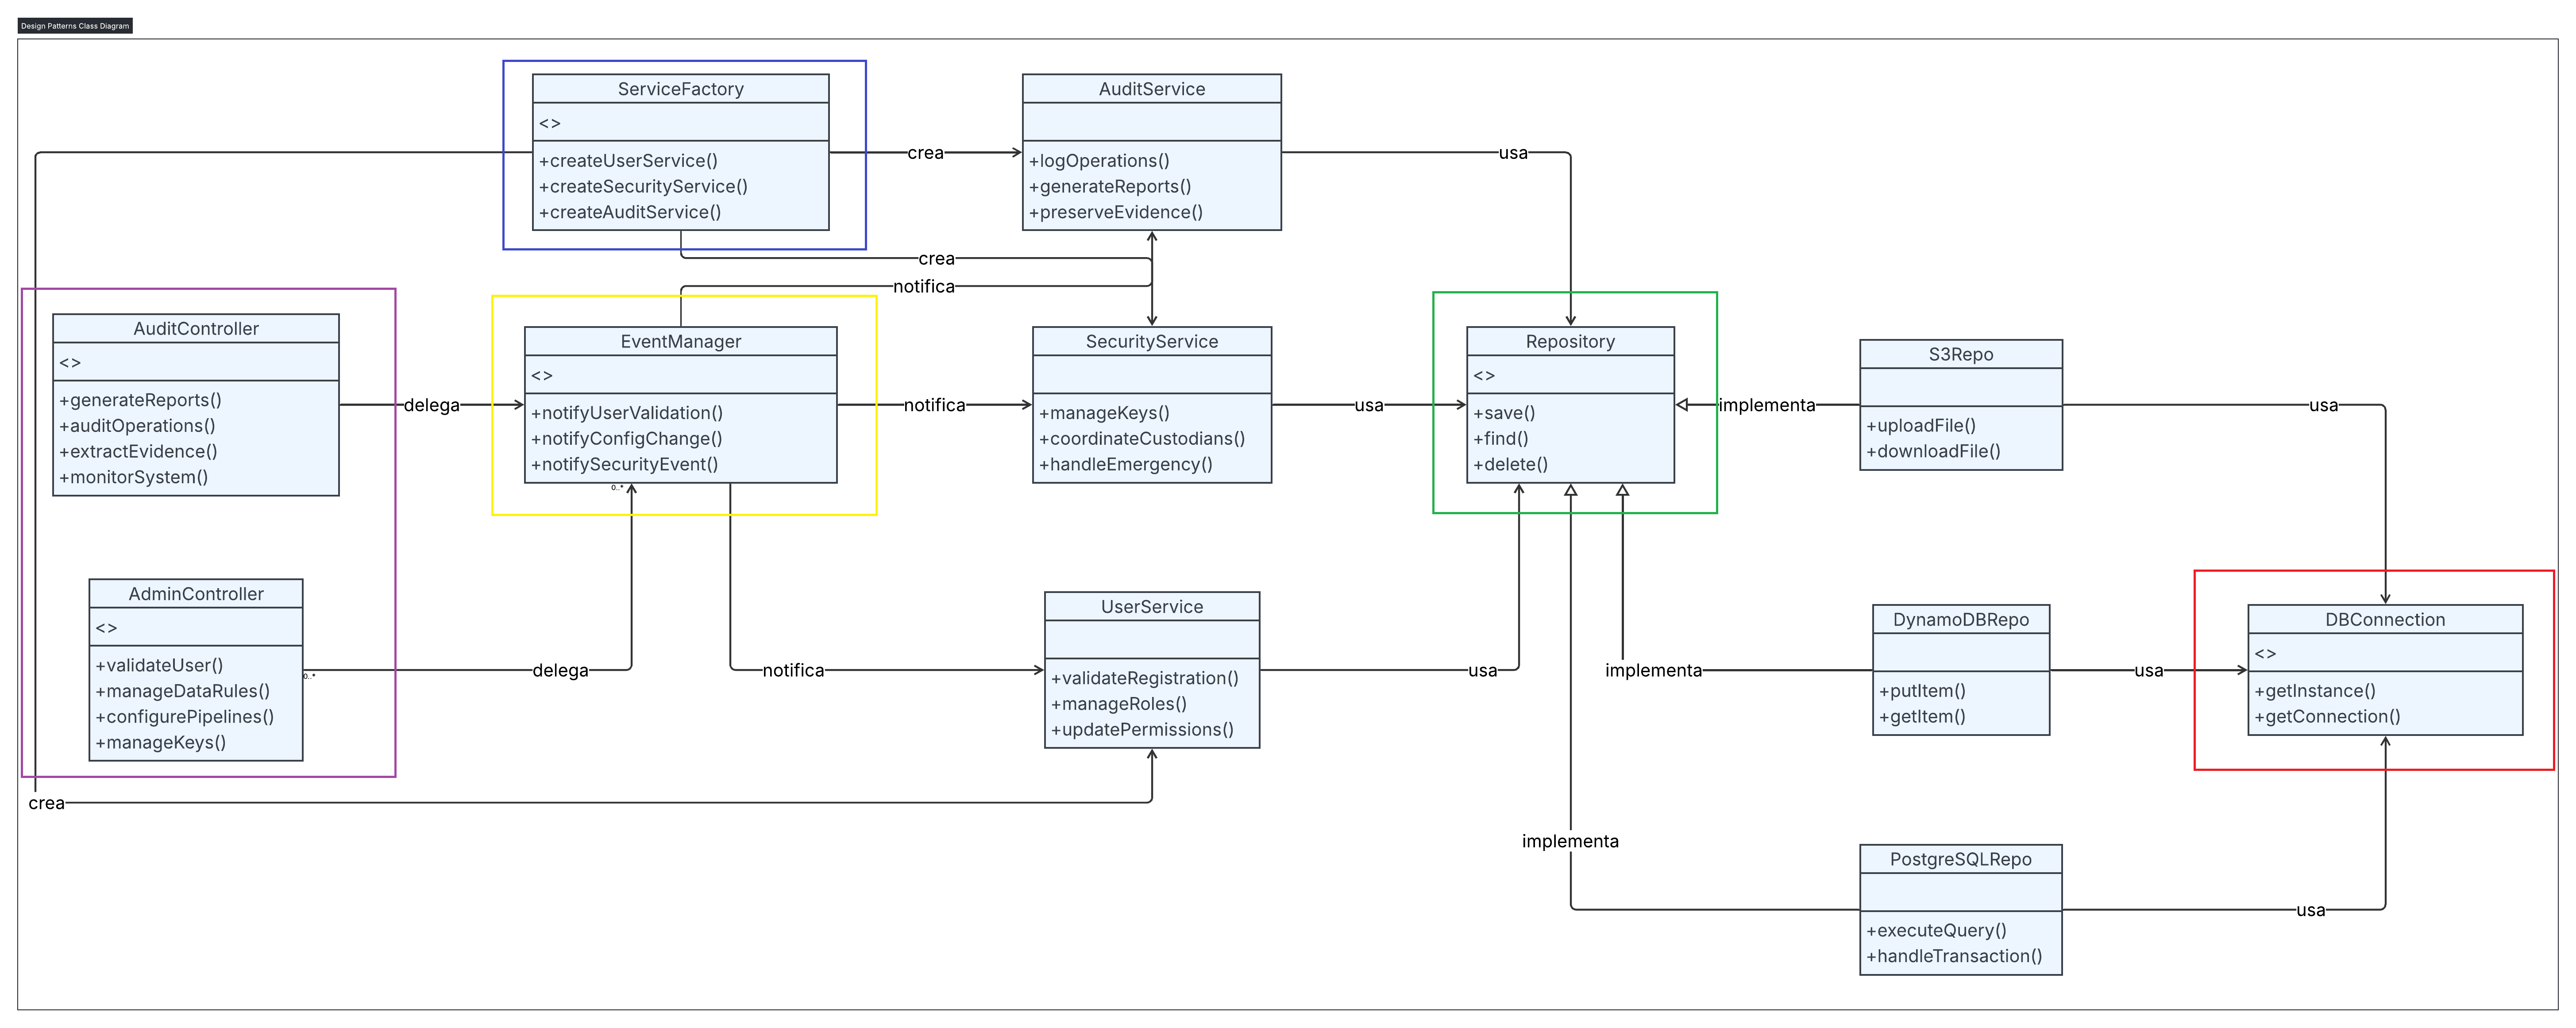 Design Patterns Class Diagram
ServiceFactory
<>
+createUserService()
+createSecurityService()
+createAuditService()
crea
AuditService
+logOperations()
+generateReports()
+preserveEvidence()
usa
crea
notifica
AuditController
<>
+generateReports()
+auditOperations()
+extractEvidence()
+monitorSystem()
delega
EventManager
<>
+notifyUserValidation()
+notifyConfigChange()
+notifySecurityEvent()
0..*
notifica
SecurityService
+manageKeys()
+coordinateCustodians()
+handleEmergency()
usa
Repository
<>
+save()
+find()
+delete()
implementa
S3Repo
+uploadFile()
+downloadFile()
usa
AdminController
<>
+validateUser()
+manageDataRules()
+configurePipelines()
+manageKeys()
0..*
delega
notifica
UserService
+validateRegistration()
+manageRoles()
+updatePermissions()
usa
implementa
DynamoDBRepo
+putItem()
+getItem()
usa
DBConnection
<>
+getInstance()
+getConnection()
crea
implementa
PostgreSQLRepo
+executeQuery()
+handleTransaction()
usa